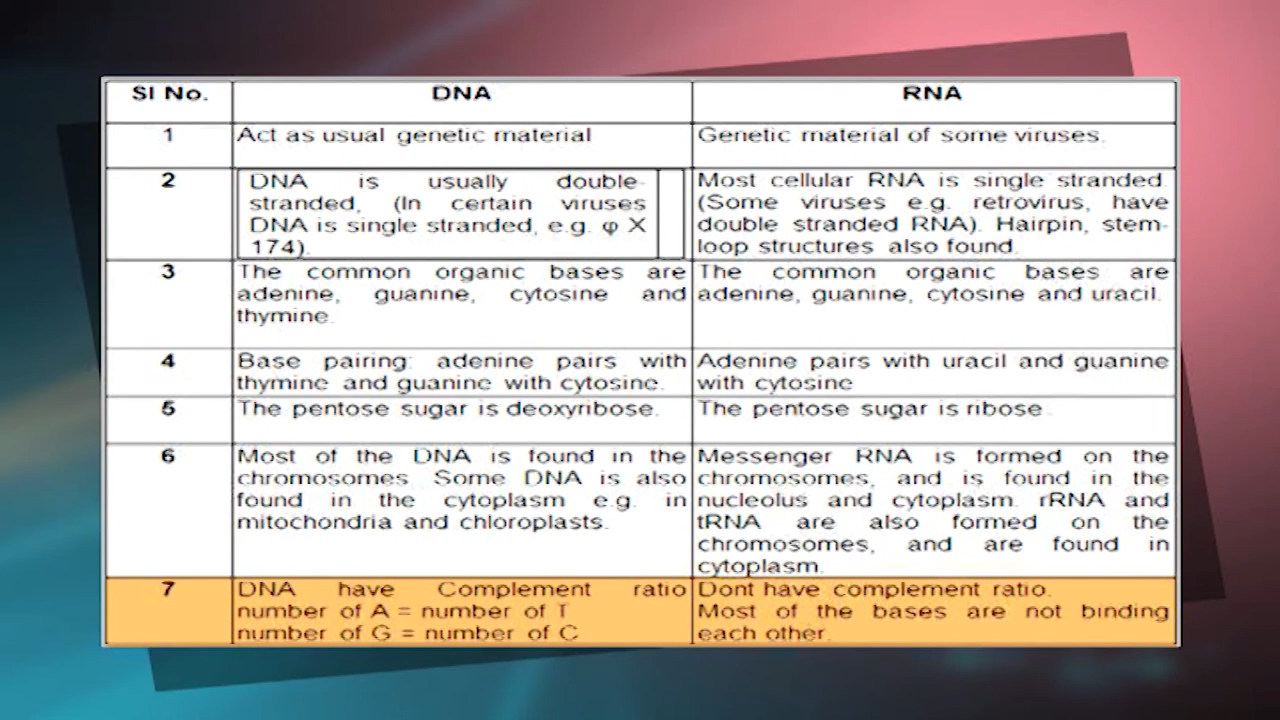 SI No. DNA RNA
1 Act as usual genetic material Genetic material of some viruses.
2 DNA is usually double-
stranded, (In certain viruses
DNA is single stranded, e.g. φ X
174).
Most cellular RNA is single stranded.
(Some viruses e.g. retrovirus, have
double stranded RNA). Hairpin, stem-
loop structures also found.
3 The common organic bases are
adenine, guanine, cytosine and
thymine.
The common organic bases are
adenine, guanine, cytosine and uracil.
4 Base pairing: adenine pairs with
thymine and guanine with cytosine.
Adenine pairs with uracil and guanine
with cytosine
5 The pentose sugar is deoxyribose. The pentose sugar is ribose.
6 Most of the DNA is found in the
chromosomes. Some DNA is also
found in the cytoplasm e.g. in
mitochondria and chloroplasts.
Messenger RNA is formed on the
chromosomes, and is found in the
nucleolus and cytoplasm. rRNA and
tRNA are also formed on the
chromosomes, and are found in
cytoplasm.
7 DNA have Complement ratio
number of A = number of T
number of G = number of C
Dont have complement ratio.
Most of the bases are not binding
each other.